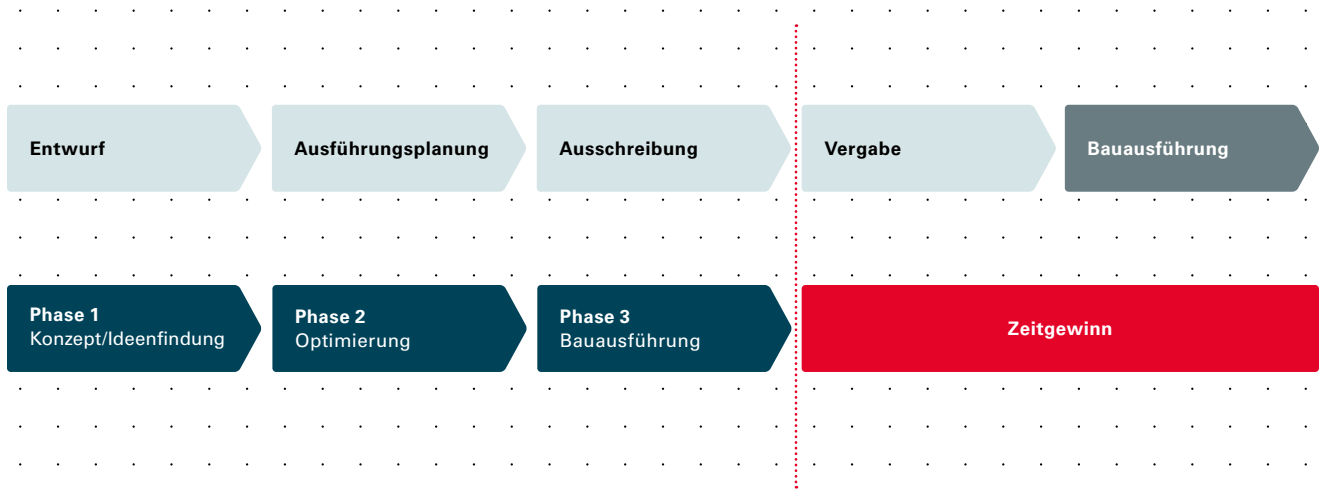 Entwurf
Ausführungsplanung
Ausschreibung
Vergabe
Bauausführung
Phase 1
Konzept/Ideenfindung
Phase 2
Optimierung
Phase 3
Bauausführung
Zeitgewinn